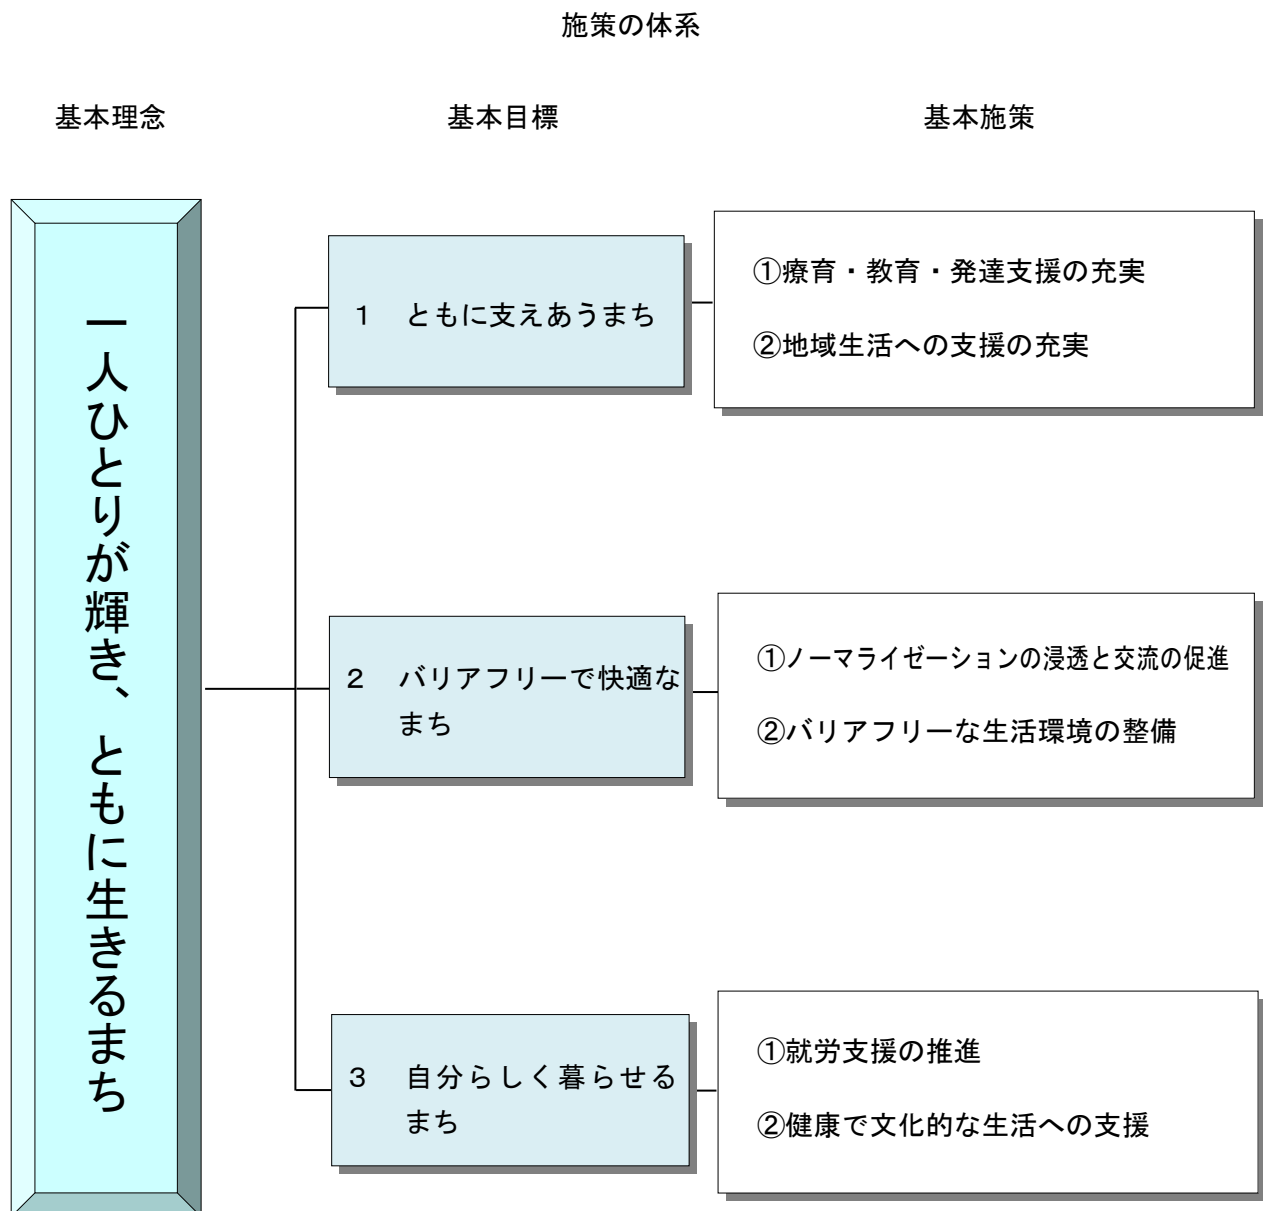 施策の体系
基本理念
基本目標
基本施策
一人ひとりが輝き、ともに生きるまち
１　ともに支えあうまち
①療育・教育・発達支援の充実
②地域生活への支援の充実
２　バリアフリーで快適な
まち
①ノーマライゼーションの浸透と交流の促進
②バリアフリーな生活環境の整備
３　自分らしく暮らせる
まち
①就労支援の推進
②健康で文化的な生活への支援